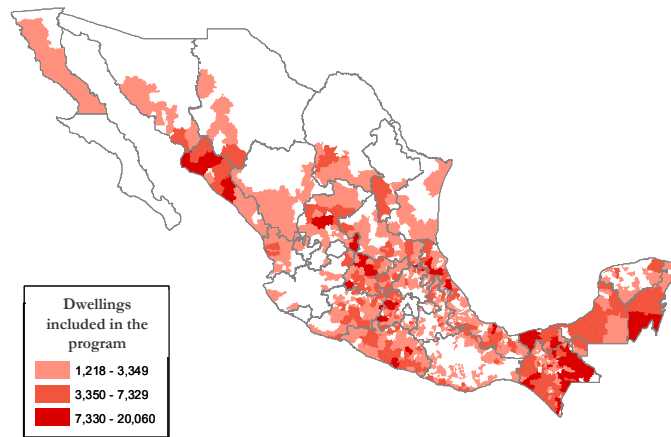 Dwellings
included in the
program
1,218 - 3,349
3,350 - 7,329
7,330 - 20,060